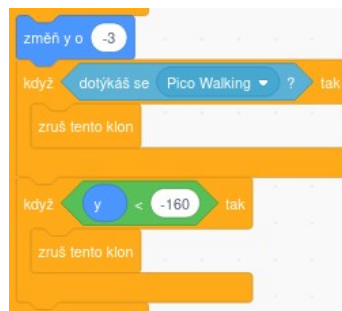 změň y o -3
když dotýkáš se Pico Walking ? tak
zruš tento klon
když y < -160 tak
zruš tento klon